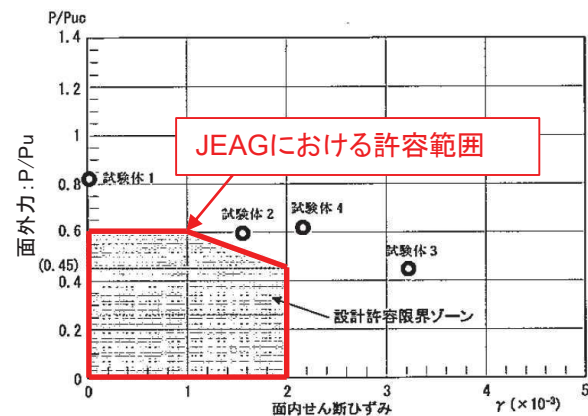 P/Puc
1.4
1.2
1
0.8
0.6
(0.45)
0.4
0.2
0
面外力:P/Pu
JEAGにおける許容範囲
試験体1
試験体2
試験体4
試験体3
設計許容限界ゾーン
0
1
2
3
4
5
面内せん断ひずみ
γ (×10⁻³)